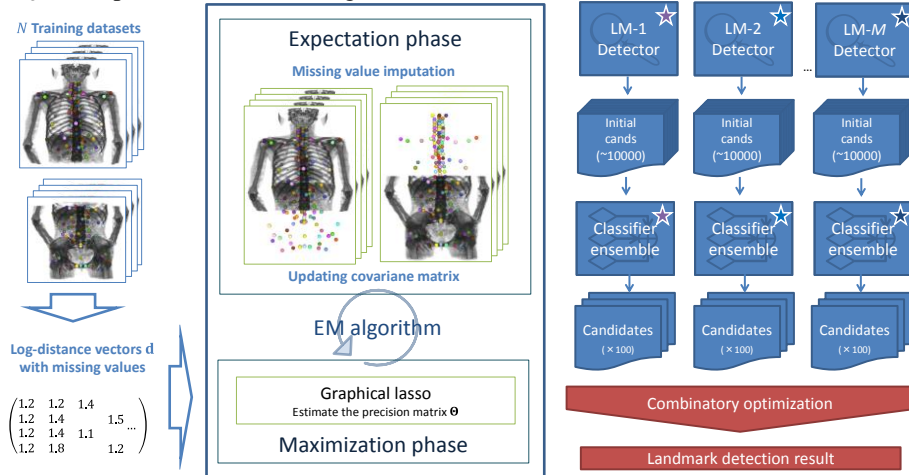 N Training datasets
Log-distance vectors d
with missing values
1.2 1.2 1.4
1.2 1.4 1.5
1.2 1.4 1.1 ...
1.2 1.8 1.2
Expectation phase
Missing value imputation
Updating covariane matrix
EM algorithm
Graphical lasso
Estimate the precision matrix Θ
Maximization phase
LM-1
Detector
LM-2
Detector
...
LM-M
Detector
Initial
cands
(~10000)
Initial
cands
(~10000)
Initial
cands
(~10000)
Classifier
ensemble
Classifier
ensemble
Classifier
ensemble
Candidates
(×100)
Candidates
(×100)
Candidates
(×100)
Combinatory optimization
Landmark detection result